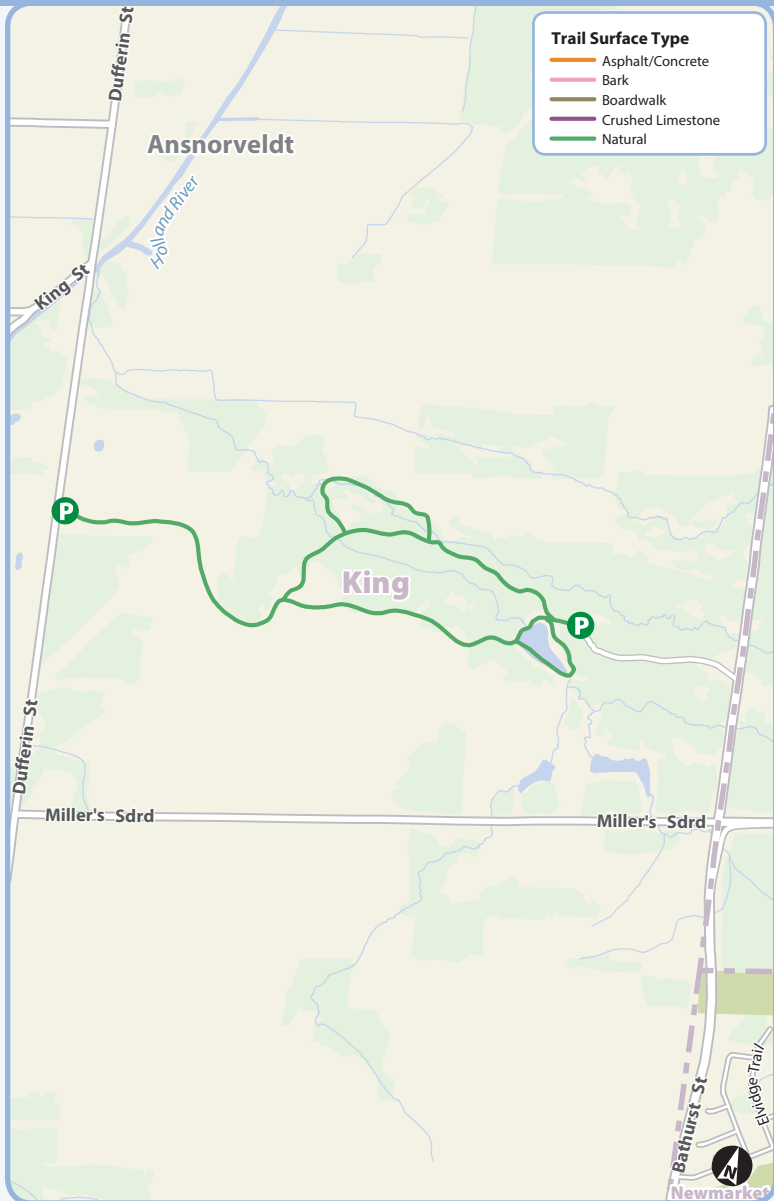 Dufferin St
Trail Surface Type
Asphalt/Concrete
Bark
Boardwalk
Crushed Limestone
Natural
Ansnorveldt
Holland River
King St
P
King
P
Dufferin St
Miller's Sdrd
Miller's Sdrd
Elvidge Trail
Bathurst St
N
Newmarket